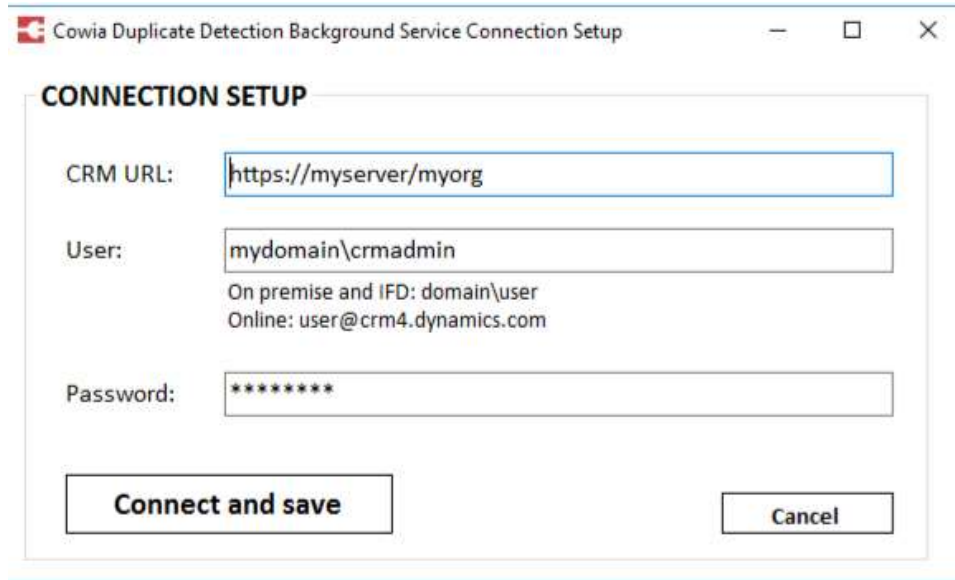 Cowia Duplicate Detection Background Service Connection Setup
CONNECTION SETUP
CRM URL: https://myserver/myorg
User: mydomain\crmadmin
On premise and IFD: domain\user
Online: user@crm4.dynamics.com
Password: ********
Connect and save
Cancel